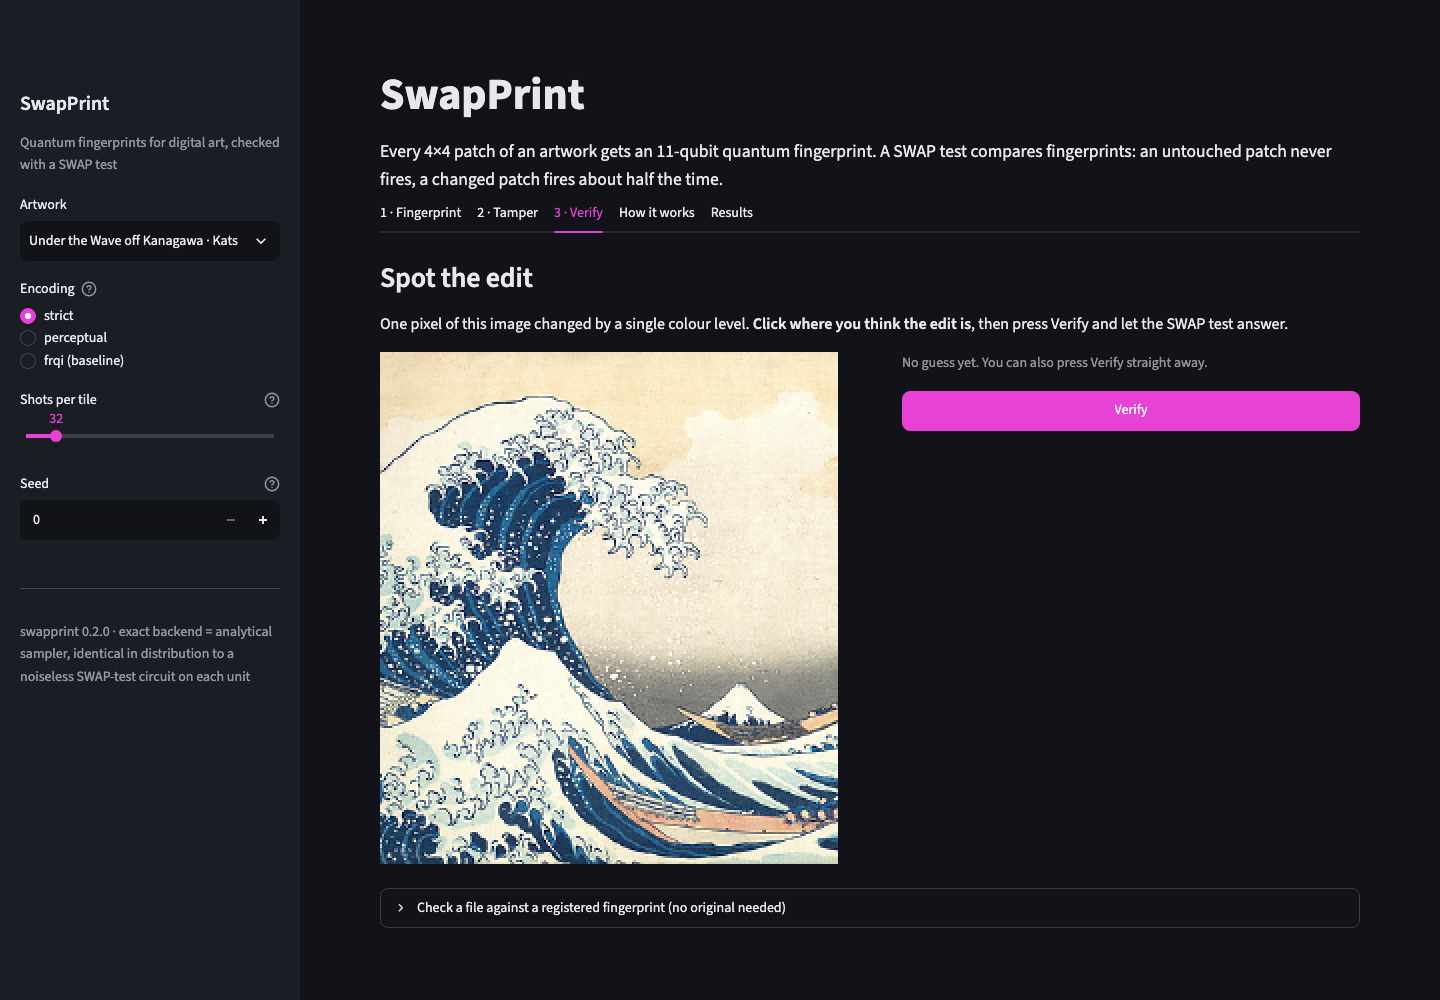 SwapPrint
Quantum fingerprints for digital art, checked
with a SWAP test
Artwork
Under the Wave off Kanagawa · Kats
Encoding
strict
perceptual
frqi (baseline)
Shots per tile
32
Seed
0
swapprint 0.2.0 · exact backend = analytical
sampler, identical in distribution to a
noiseless SWAP-test circuit on each unit
SwapPrint
Every 4×4 patch of an artwork gets an 11-qubit quantum fingerprint. A SWAP test compares fingerprints: an untouched patch never
fires, a changed patch fires about half the time.
1 · Fingerprint 2 · Tamper 3 · Verify How it works Results
Spot the edit
One pixel of this image changed by a single colour level. Click where you think the edit is, then press Verify and let the SWAP test answer.
No guess yet. You can also press Verify straight away.
Verify
Check a file against a registered fingerprint (no original needed)